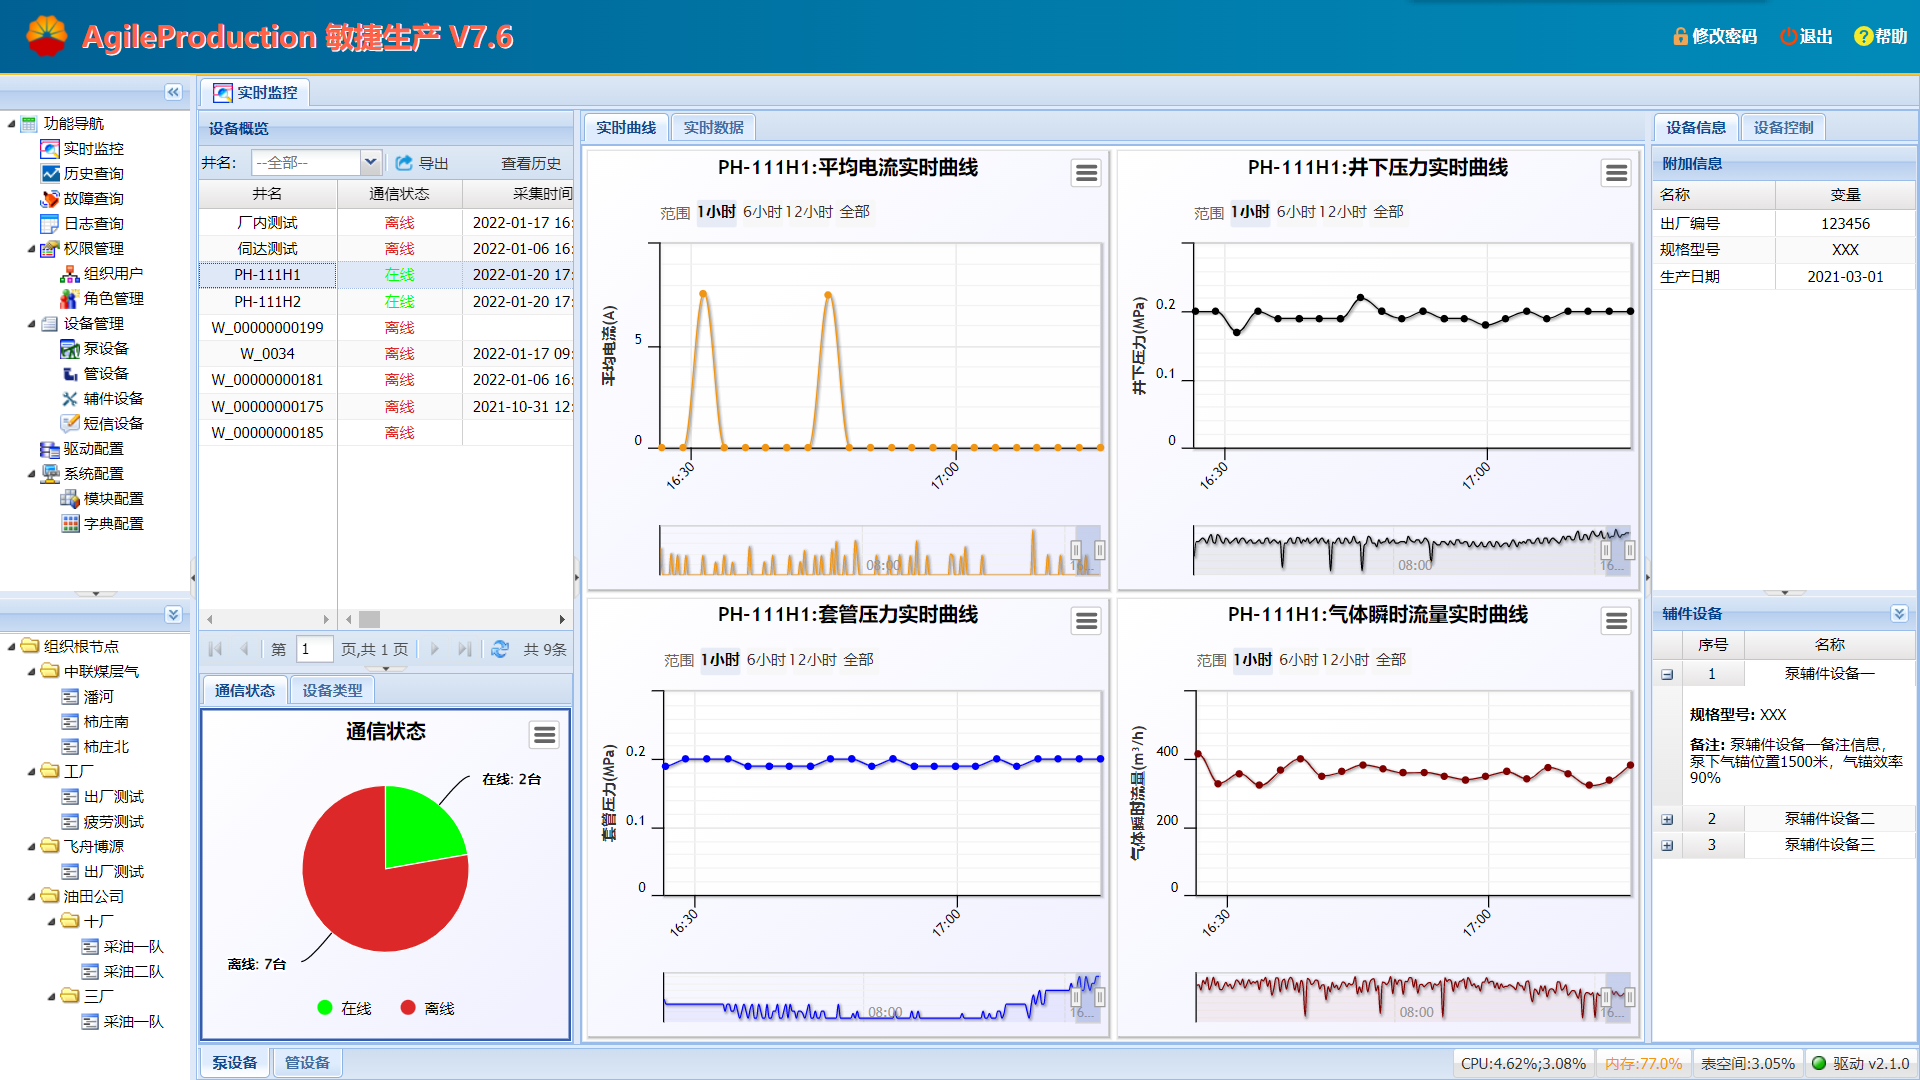 AgileProduction 敏捷生产 V7.6
修改密码 退出 帮助
功能导航
实时监控
历史查询
故障查询
日志查询
权限管理
组织用户
角色管理
设备管理
泵设备
管设备
辅件设备
短信设备
驱动配置
系统配置
模块配置
字典配置
组织根节点
中联煤层气
潘河
柿庄南
柿庄北
工厂
出厂测试
疲劳测试
飞舟博源
出厂测试
油田公司
十厂
采油一队
采油二队
三厂
采油一队
实时监控
设备概览
井名: --全部-- 导出 查看历史
井名 通信状态 采集时间
厂内测试 离线 2022-01-17 16:
伺达测试 离线 2022-01-06 16:
PH-111H1 在线 2022-01-20 17:
PH-111H2 在线 2022-01-20 17:
W_00000000199 离线
W_0034 离线 2022-01-17 09:
W_00000000181 离线 2022-01-06 16:
W_00000000175 离线 2021-10-31 12:
W_00000000185 离线
第 1 页,共 1 页 共 9条
通信状态 设备类型
通信状态
在线: 2台
离线: 7台
在线 离线
泵设备 管设备
实时曲线 实时数据
PH-111H1:平均电流实时曲线
范围 1小时 6小时 12小时 全部
平均电流(A)
5
0
16:30 17:00
08:00 16...
PH-111H1:井下压力实时曲线
范围 1小时 6小时 12小时 全部
井下压力(MPa)
0.2
0.1
0
16:30 17:00
08:00 16...
PH-111H1:套管压力实时曲线
范围 1小时 6小时 12小时 全部
套管压力(MPa)
0.2
0.1
0
16:30 17:00
08:00 16...
PH-111H1:气体瞬时流量实时曲线
范围 1小时 6小时 12小时 全部
气体瞬时流量(m³/h)
400
200
0
16:30 17:00
08:00 16...
设备信息 设备控制
附加信息
名称 变量
出厂编号 123456
规格型号 XXX
生产日期 2021-03-01
辅件设备
序号 名称
1 泵辅件设备一
规格型号: XXX
备注: 泵辅件设备一备注信息，
泵下气锚位置1500米，气锚效率
90%
2 泵辅件设备二
3 泵辅件设备三
CPU:4.62%;3.08% 内存:77.0% 表空间:3.05% 驱动 v2.1.0